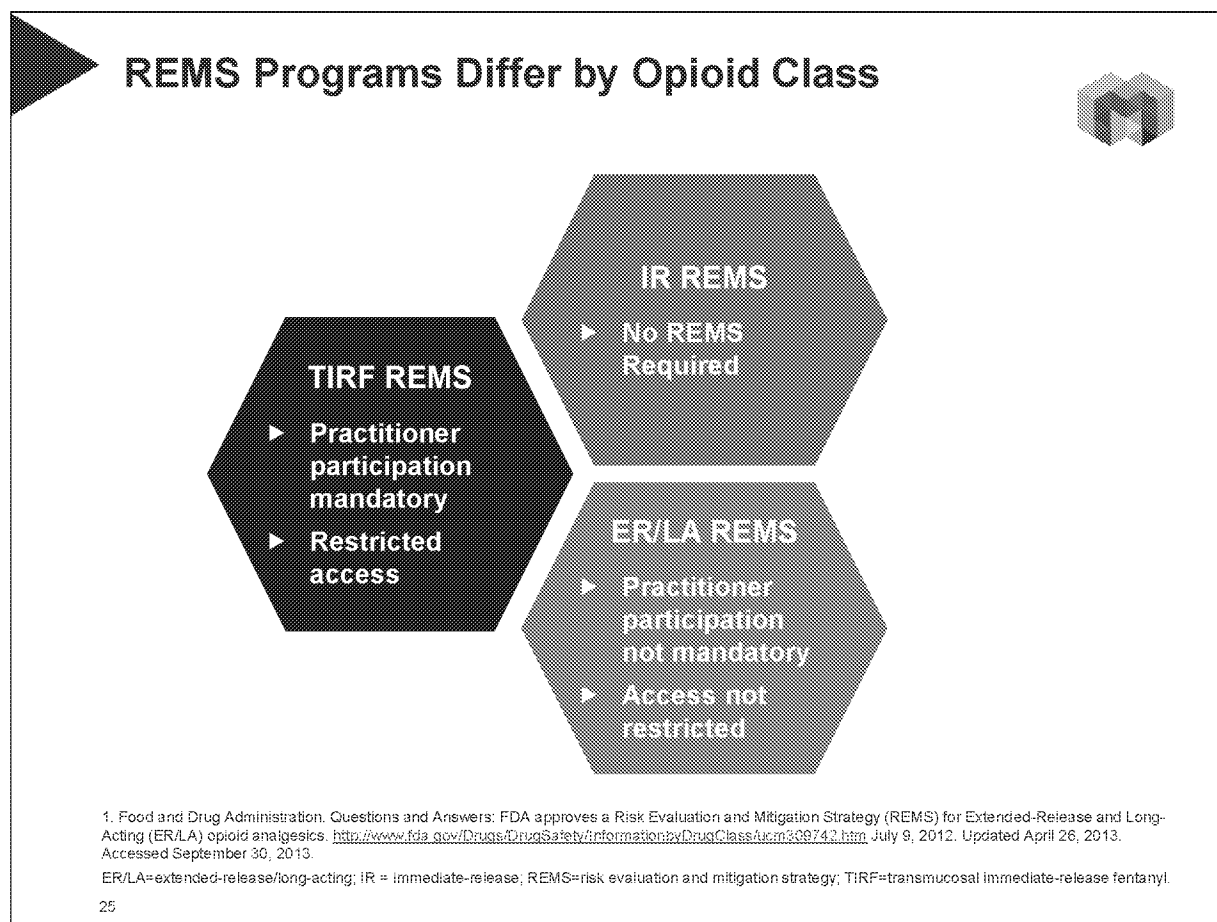 REMS Programs Differ by Opioid Class
M
IR REMS
► No REMS
Required
TIRF REMS
► Practitioner
participation
mandatory
► Restricted
access
ER/LA REMS
► Practitioner
participation
not mandatory
► Access not
restricted
1. Food and Drug Administration. Questions and Answers: FDA approves a Risk Evaluation and Mitigation Strategy (REMS) for Extended-Release and Long-
Acting (ER/LA) opioid analgesics. http://www.fda.gov/Drugs/DrugSafety/InformationbyDrugClass/ucm309742.htm July 9, 2012. Updated April 26, 2013.
Accessed September 30, 2013.
ER/LA=extended-release/long-acting; IR = immediate-release; REMS=risk evaluation and mitigation strategy; TIRF=transmucosal immediate-release fentanyl.
25